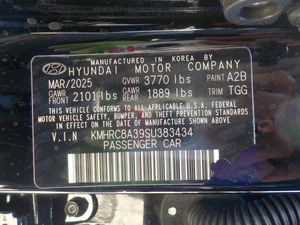 MANUFACTURED IN KOREA BY
HYUNDAI MOTOR COMPANY
MAR/2025 GVWR 3770 lbs PAINT A2B
GAWR FRONT 2101 lbs GAWR REAR 1889 lbs TRIM TGG
THIS VEHICLE CONFORMS TO ALL APPLICABLE U.S.A. FEDERAL
MOTOR VEHICLE SAFETY, BUMPER, AND THEFT PREVENTION
STANDARDS IN EFFECT ON THE DATE OF MANUFACTURE SHOWN ABOVE.
V.I.N KMHRC8A39SU383434
PASSENGER CAR